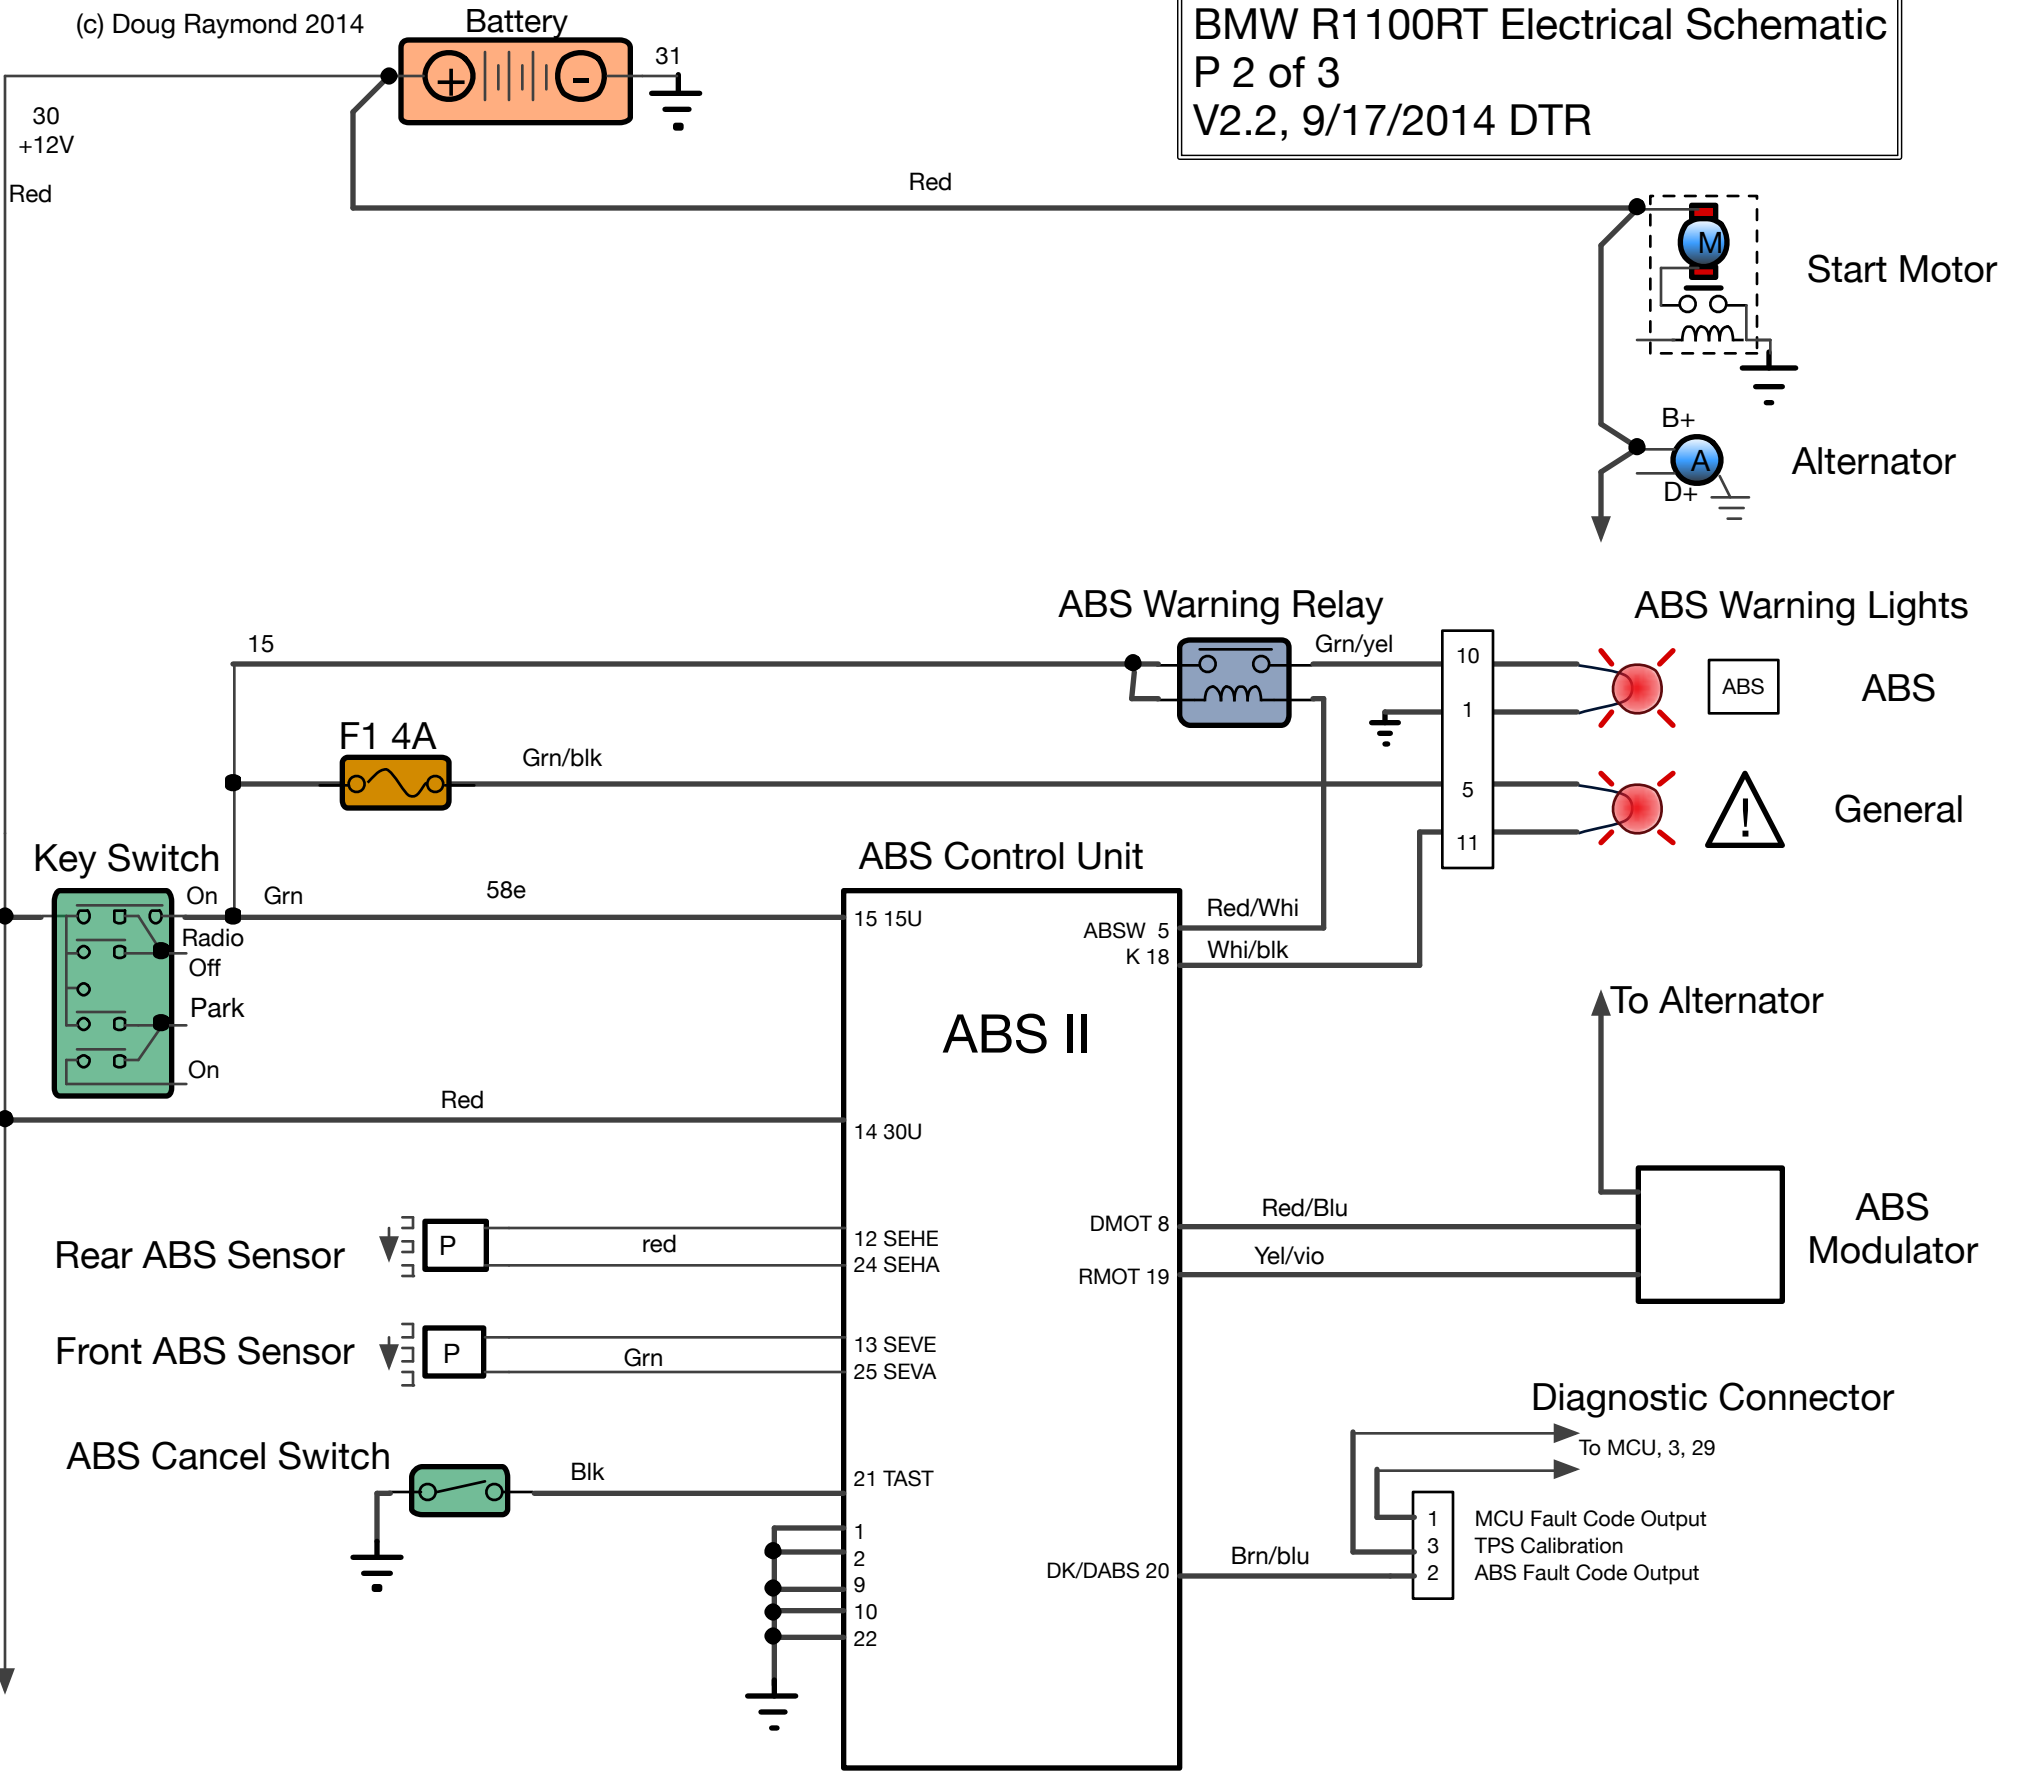 (c) Doug Raymond 2014
Battery
BMW R1100RT Electrical Schematic
P 2 of 3
V2.2, 9/17/2014 DTR
+
-
31
30
+12V
Red
Red
M
Start Motor
B+
A
Alternator
D+
ABS Warning Relay
ABS Warning Lights
15
Grn/yel
10
ABS
ABS
1
F1 4A
Grn/blk
5
!
General
11
Key Switch
ABS Control Unit
On
Grn
58e
15 15U
Red/Whi
ABSW 5
Radio
K 18
Whi/blk
Off
Park
To Alternator
ABS II
On
Red
14 30U
Rear ABS Sensor
P
red
12 SEHE
24 SEHA
DMOT 8
Red/Blu
RMOT 19
Yel/vio
ABS
Modulator
Front ABS Sensor
P
Grn
13 SEVE
25 SEVA
Diagnostic Connector
To MCU, 3, 29
ABS Cancel Switch
Blk
21 TAST
1
2
9
10
22
DK/DABS 20
Brn/blu
1 MCU Fault Code Output
3 TPS Calibration
2 ABS Fault Code Output